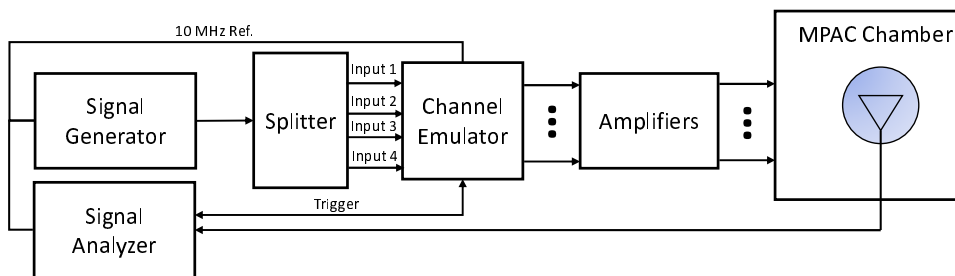 10 MHz Ref.
MPAC Chamber
Signal
Generator
Splitter
Input 1
Input 2
Input 3
Input 4
Channel
Emulator
Amplifiers
Trigger
Signal
Analyzer